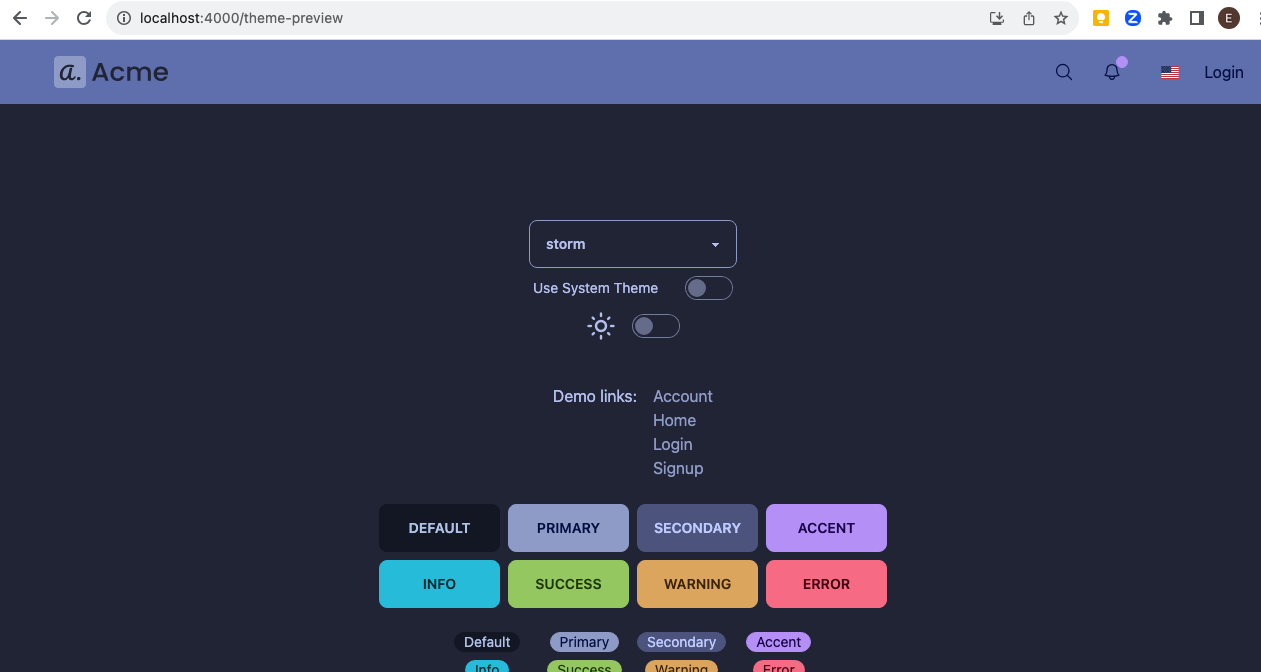 localhost:4000/theme-preview
E
a. Acme
Login
storm
Use System Theme
Demo links: Account
Home
Login
Signup
DEFAULT PRIMARY SECONDARY ACCENT
INFO SUCCESS WARNING ERROR
Default Primary Secondary Accent
Info Success Warning Error